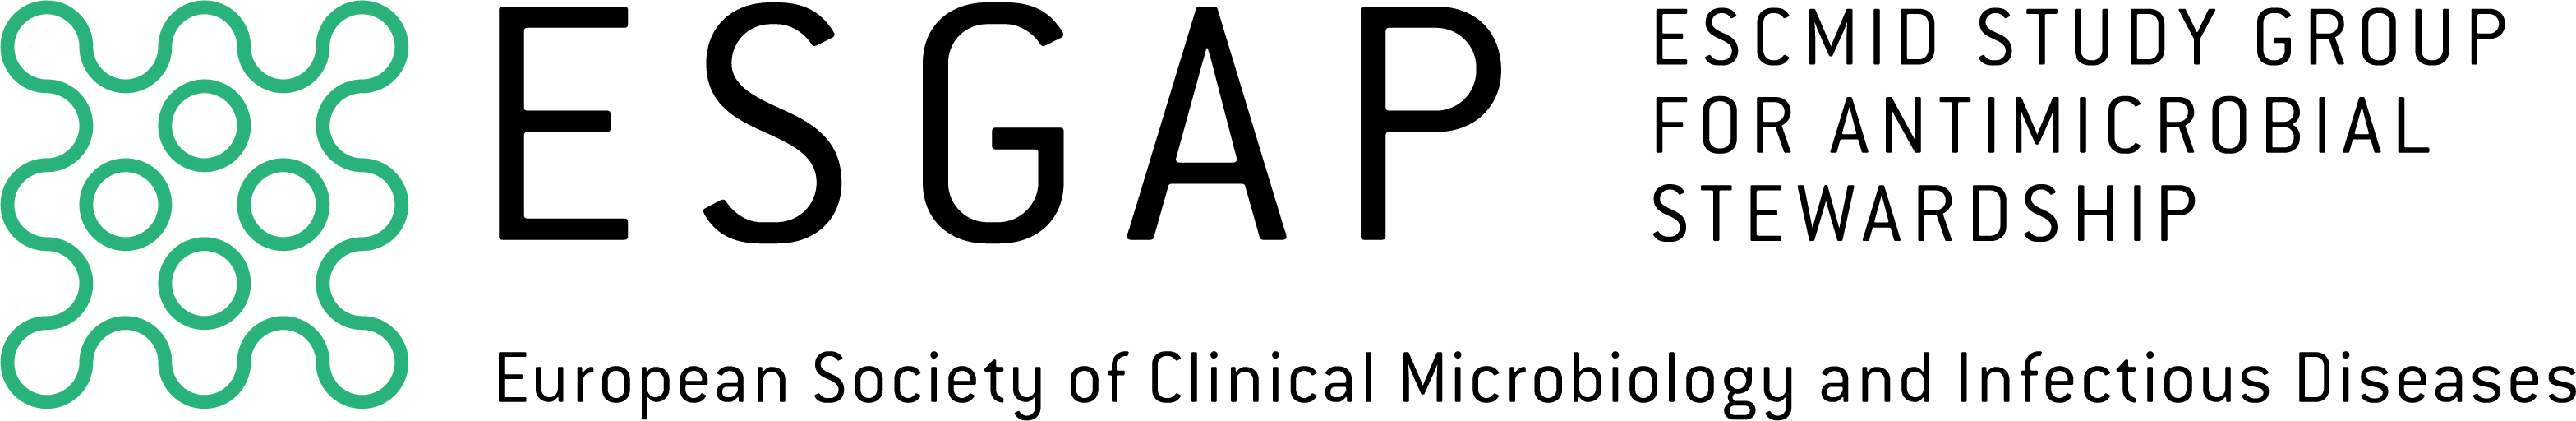 ESGAP
ESCMID STUDY GROUP
FOR ANTIMICROBIAL
STEWARDSHIP
European Society of Clinical Microbiology and Infectious Diseases